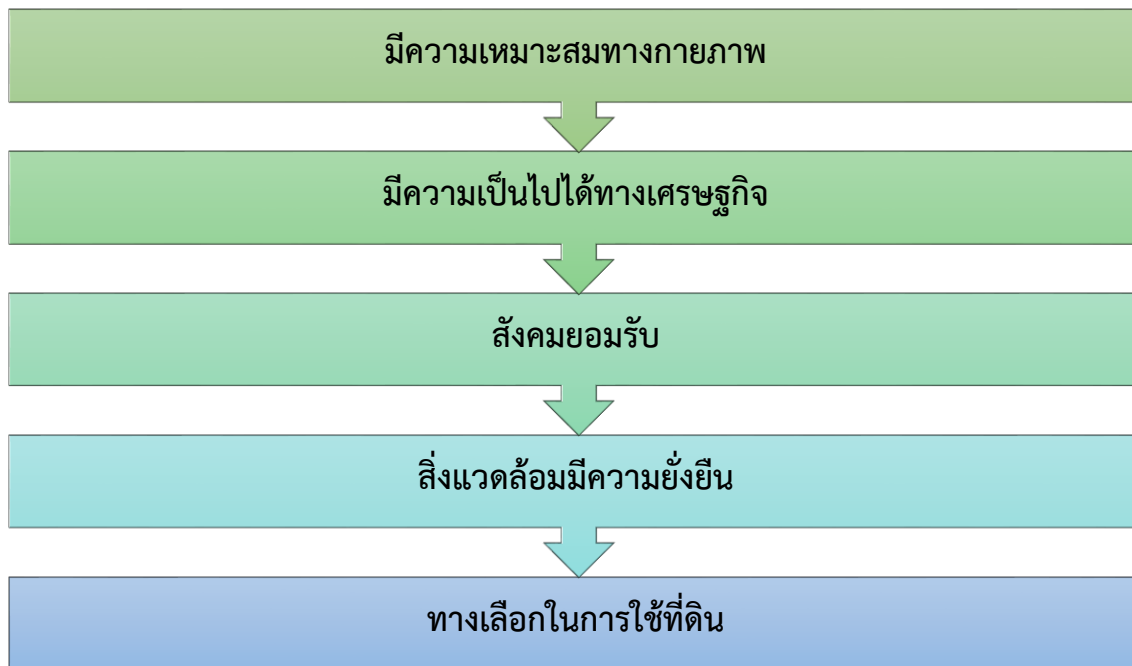 มีความเหมาะสมทางกายภาพ
มีความเป็นไปได้ทางเศรษฐกิจ
สังคมยอมรับ
สิ่งแวดล้อมมีความยั่งยืน
ทางเลือกในการใช้ที่ดิน